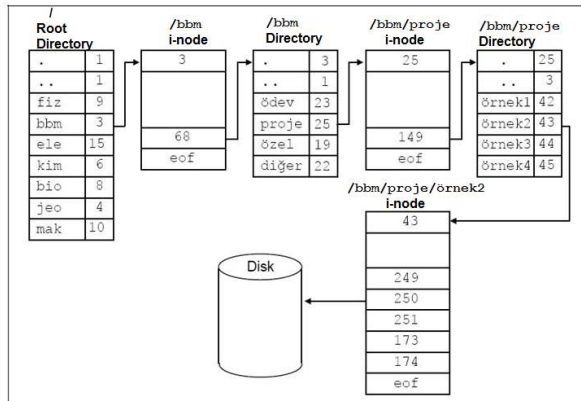 /
Root
Directory
. 1
.. 1
fiz 9
bbm 3
ele 15
kim 6
bio 8
jeo 4
mak 10
/bbm
i-node
3
68
eof
/bbm
Directory
. 3
.. 1
ödev 23
proje 25
özel 19
diğer 22
/bbm/proje
i-node
25
149
eof
/bbm/proje
Directory
. 25
.. 3
örnek1 42
örnek2 43
örnek3 44
örnek4 45
/bbm/proje/örnek2
i-node
43
249
250
251
173
174
eof
Disk